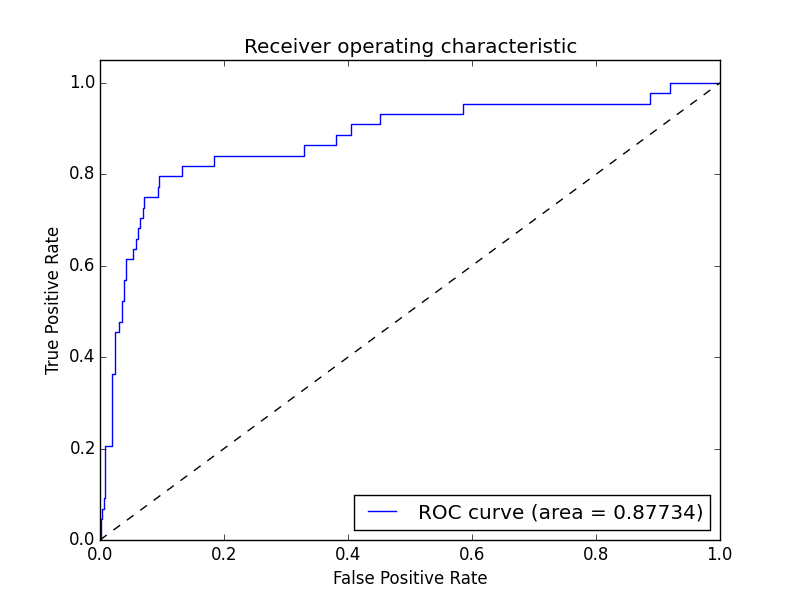 Receiver operating characteristic
1.0
0.8
0.6
0.4
0.2
0.0
True Positive Rate
ROC curve (area = 0.87734)
0.0 0.2 0.4 0.6 0.8 1.0
False Positive Rate